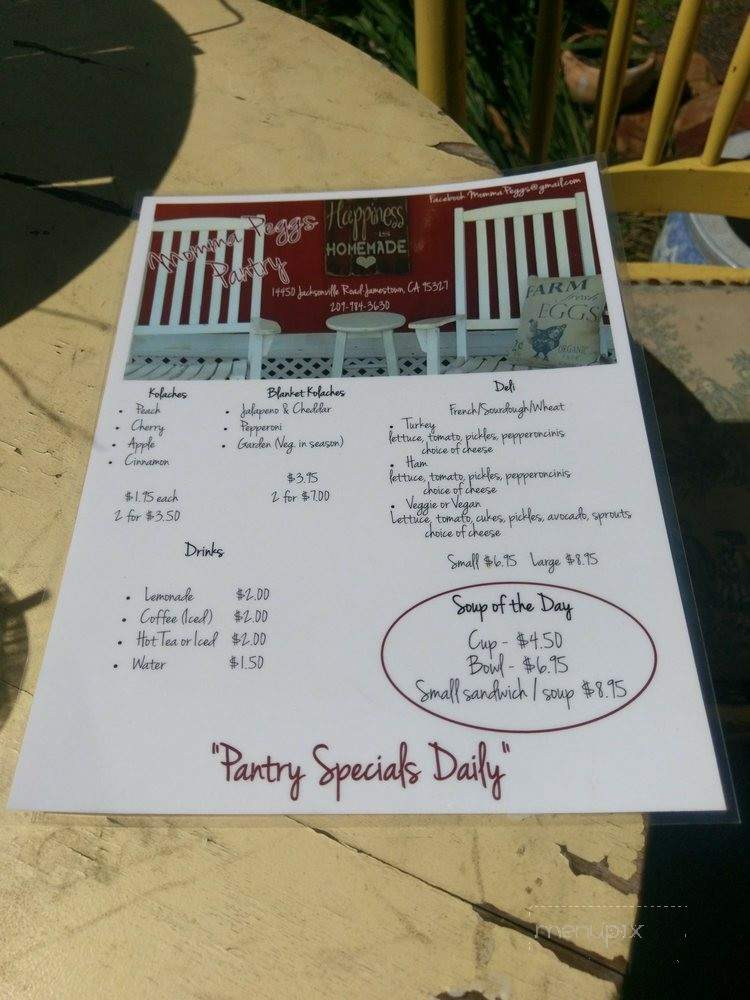 Facebook Momma Peggs@gmail.com
Momma Peggs
Pantry
Happiness
is
HOMEMADE
14450 Jacksonville Road Jamestown, CA 95327
209-984-3630
FARM
fresh
EGGS
ORGANIC
Kolaches
• Peach
• Cherry
• Apple
• Cinnamon
$1.95 each
2 for $3.50
Blanket Kolaches
• Jalapeno & Cheddar
• Pepperoni
• Garden (Veg. in season)
$3.95
2 for $7.00
Deli
French/Sourdough/Wheat
• Turkey
lettuce, tomato, pickles, pepperoncinis
choice of cheese
• Ham
lettuce, tomato, pickles, pepperoncinis
choice of cheese
• Veggie or Vegan
Lettuce, tomato, cukes, pickles, avocado, sprouts
choice of cheese
Small $6.95 Large $8.95
Drinks
• Lemonade $2.00
• Coffee (Iced) $2.00
• Hot Tea or Iced $2.00
• Water $1.50
Soup of the Day
Cup - $4.50
Bowl - $6.95
Small sandwich / soup $8.95
"Pantry Specials Daily"
menupix